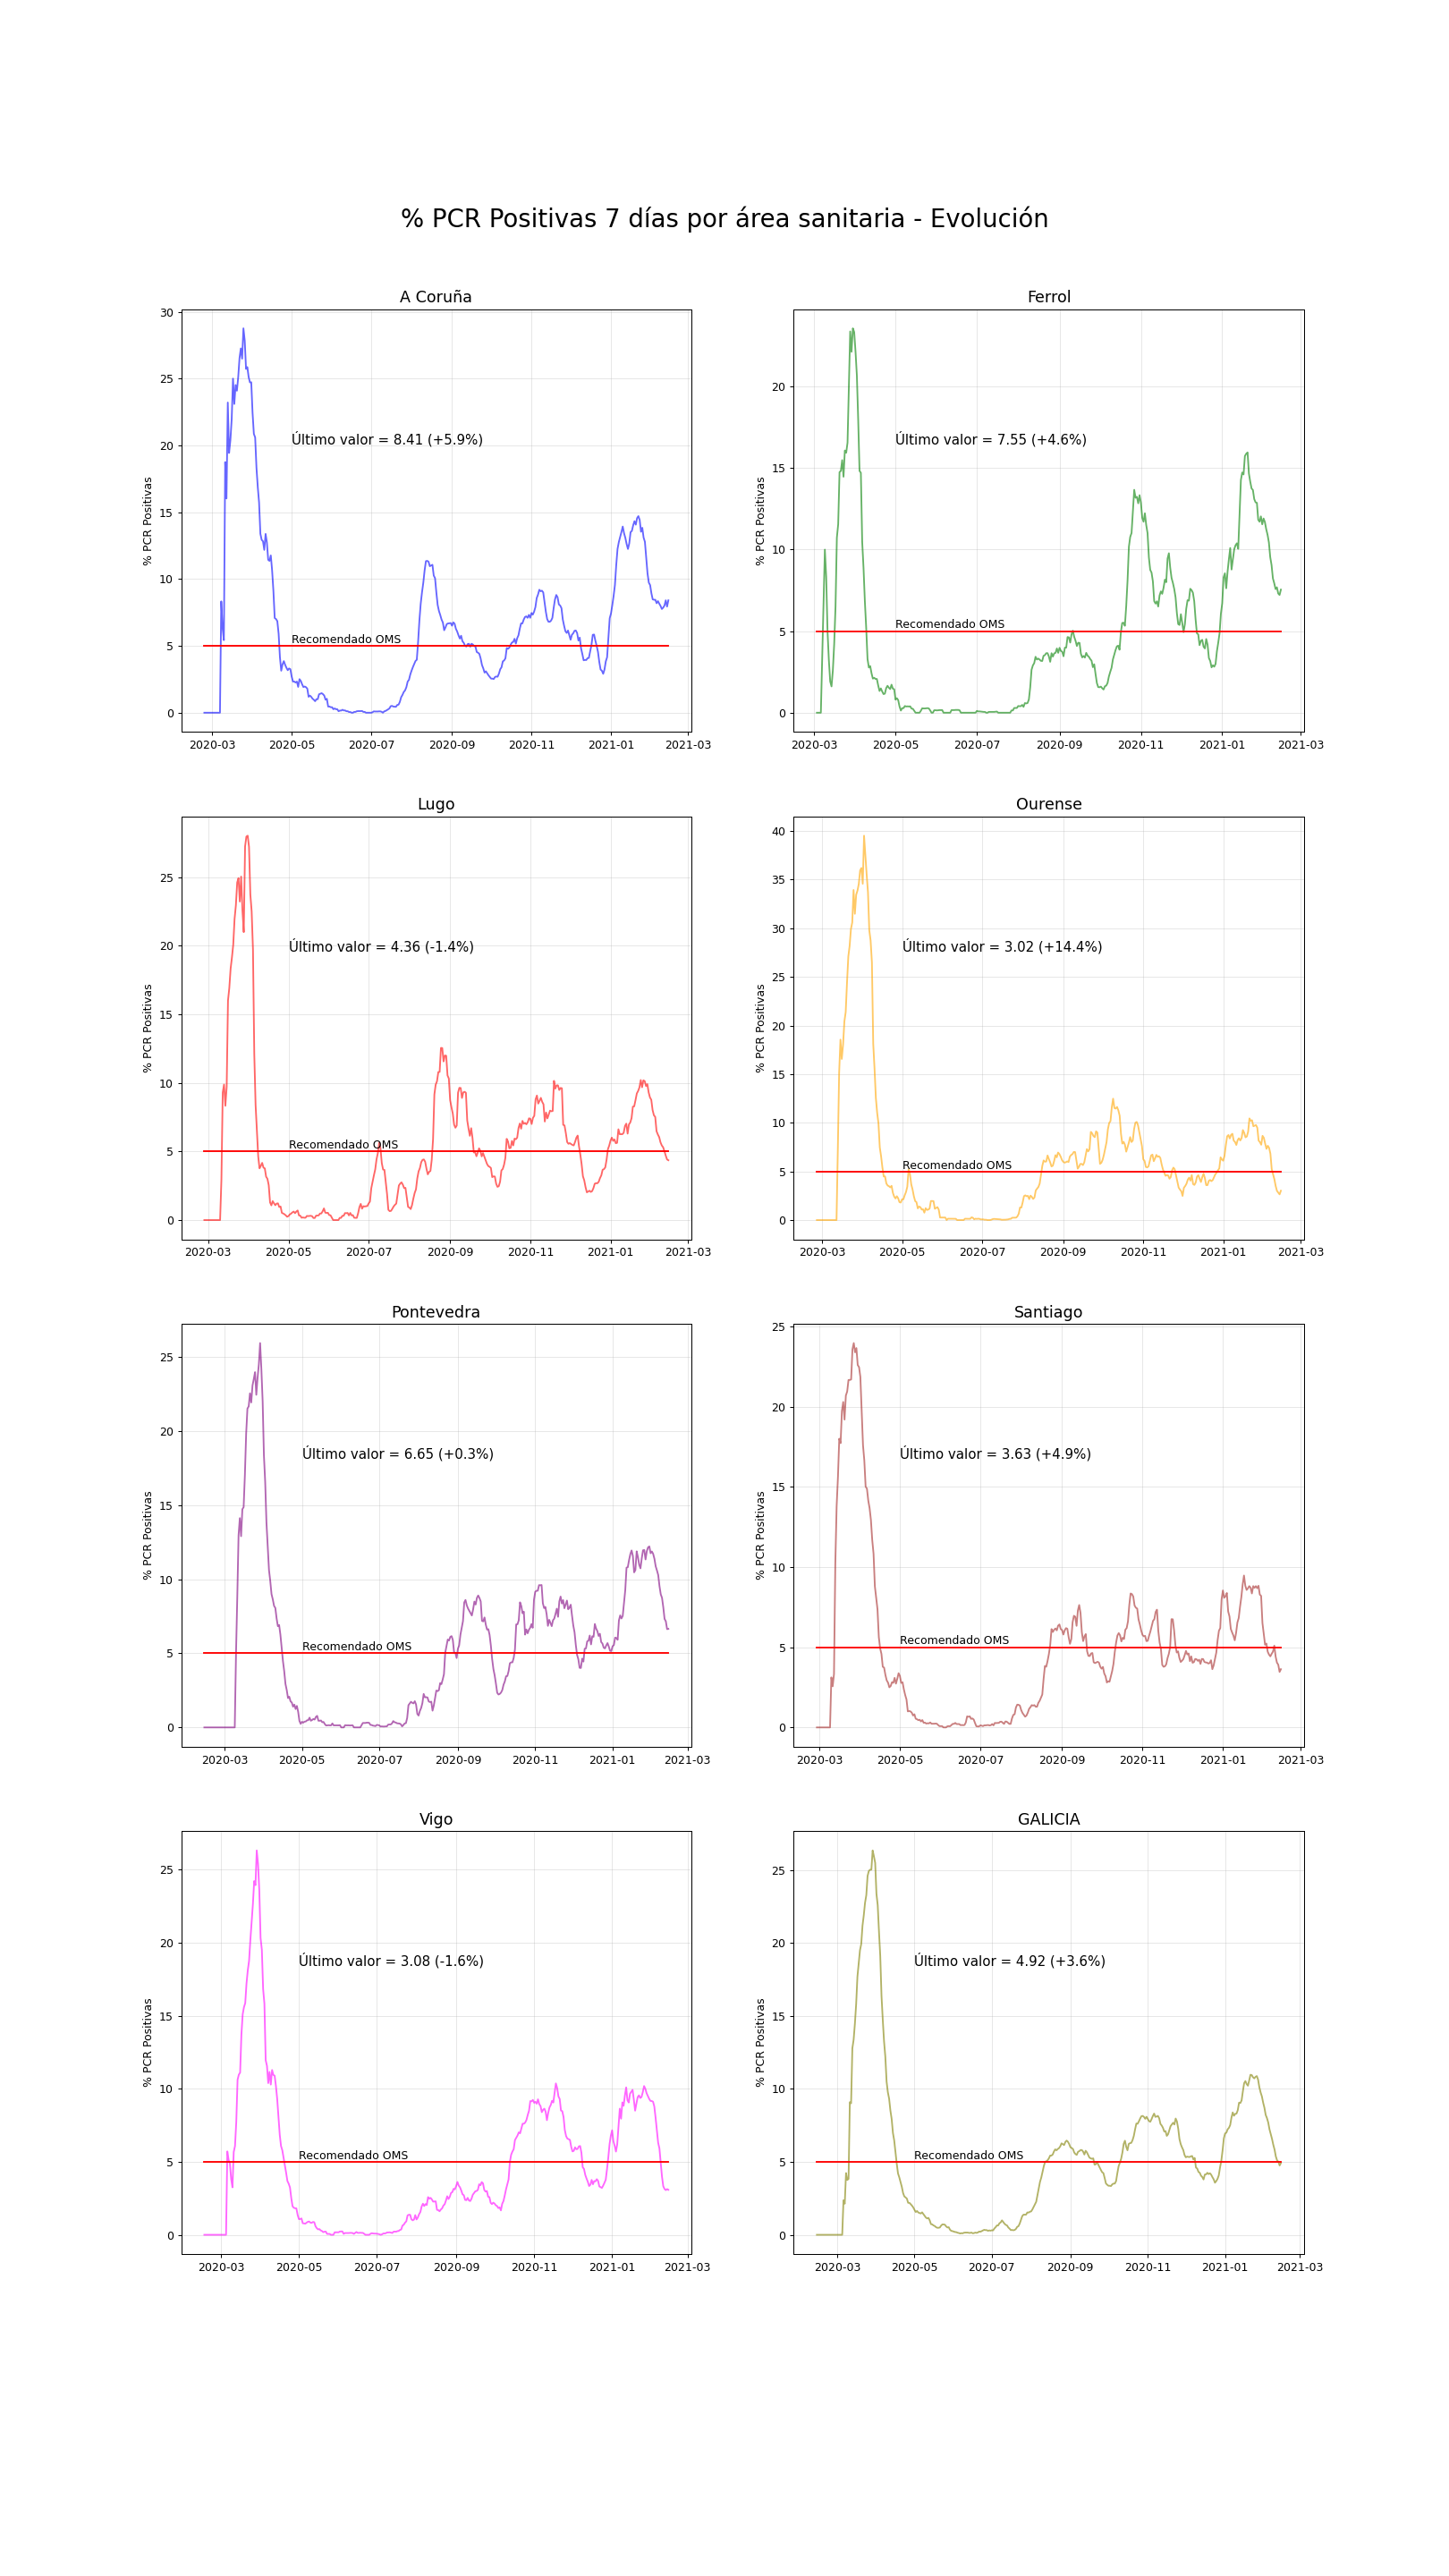 % PCR Positivas 7 días por área sanitaria - Evolución
A Coruña
% PCR Positivas
30
25
20
15
10
5
0
Último valor = 8.41 (+5.9%)
Recomendado OMS
2020-03 2020-05 2020-07 2020-09 2020-11 2021-01 2021-03
Ferrol
% PCR Positivas
20
15
10
5
0
Último valor = 7.55 (+4.6%)
Recomendado OMS
2020-03 2020-05 2020-07 2020-09 2020-11 2021-01 2021-03
Lugo
% PCR Positivas
25
20
15
10
5
0
Último valor = 4.36 (-1.4%)
Recomendado OMS
2020-03 2020-05 2020-07 2020-09 2020-11 2021-01 2021-03
Ourense
% PCR Positivas
40
35
30
25
20
15
10
5
0
Último valor = 3.02 (+14.4%)
Recomendado OMS
2020-03 2020-05 2020-07 2020-09 2020-11 2021-01 2021-03
Pontevedra
% PCR Positivas
25
20
15
10
5
0
Último valor = 6.65 (+0.3%)
Recomendado OMS
2020-03 2020-05 2020-07 2020-09 2020-11 2021-01 2021-03
Santiago
% PCR Positivas
25
20
15
10
5
0
Último valor = 3.63 (+4.9%)
Recomendado OMS
2020-03 2020-05 2020-07 2020-09 2020-11 2021-01 2021-03
Vigo
% PCR Positivas
25
20
15
10
5
0
Último valor = 3.08 (-1.6%)
Recomendado OMS
2020-03 2020-05 2020-07 2020-09 2020-11 2021-01 2021-03
GALICIA
% PCR Positivas
25
20
15
10
5
0
Último valor = 4.92 (+3.6%)
Recomendado OMS
2020-03 2020-05 2020-07 2020-09 2020-11 2021-01 2021-03